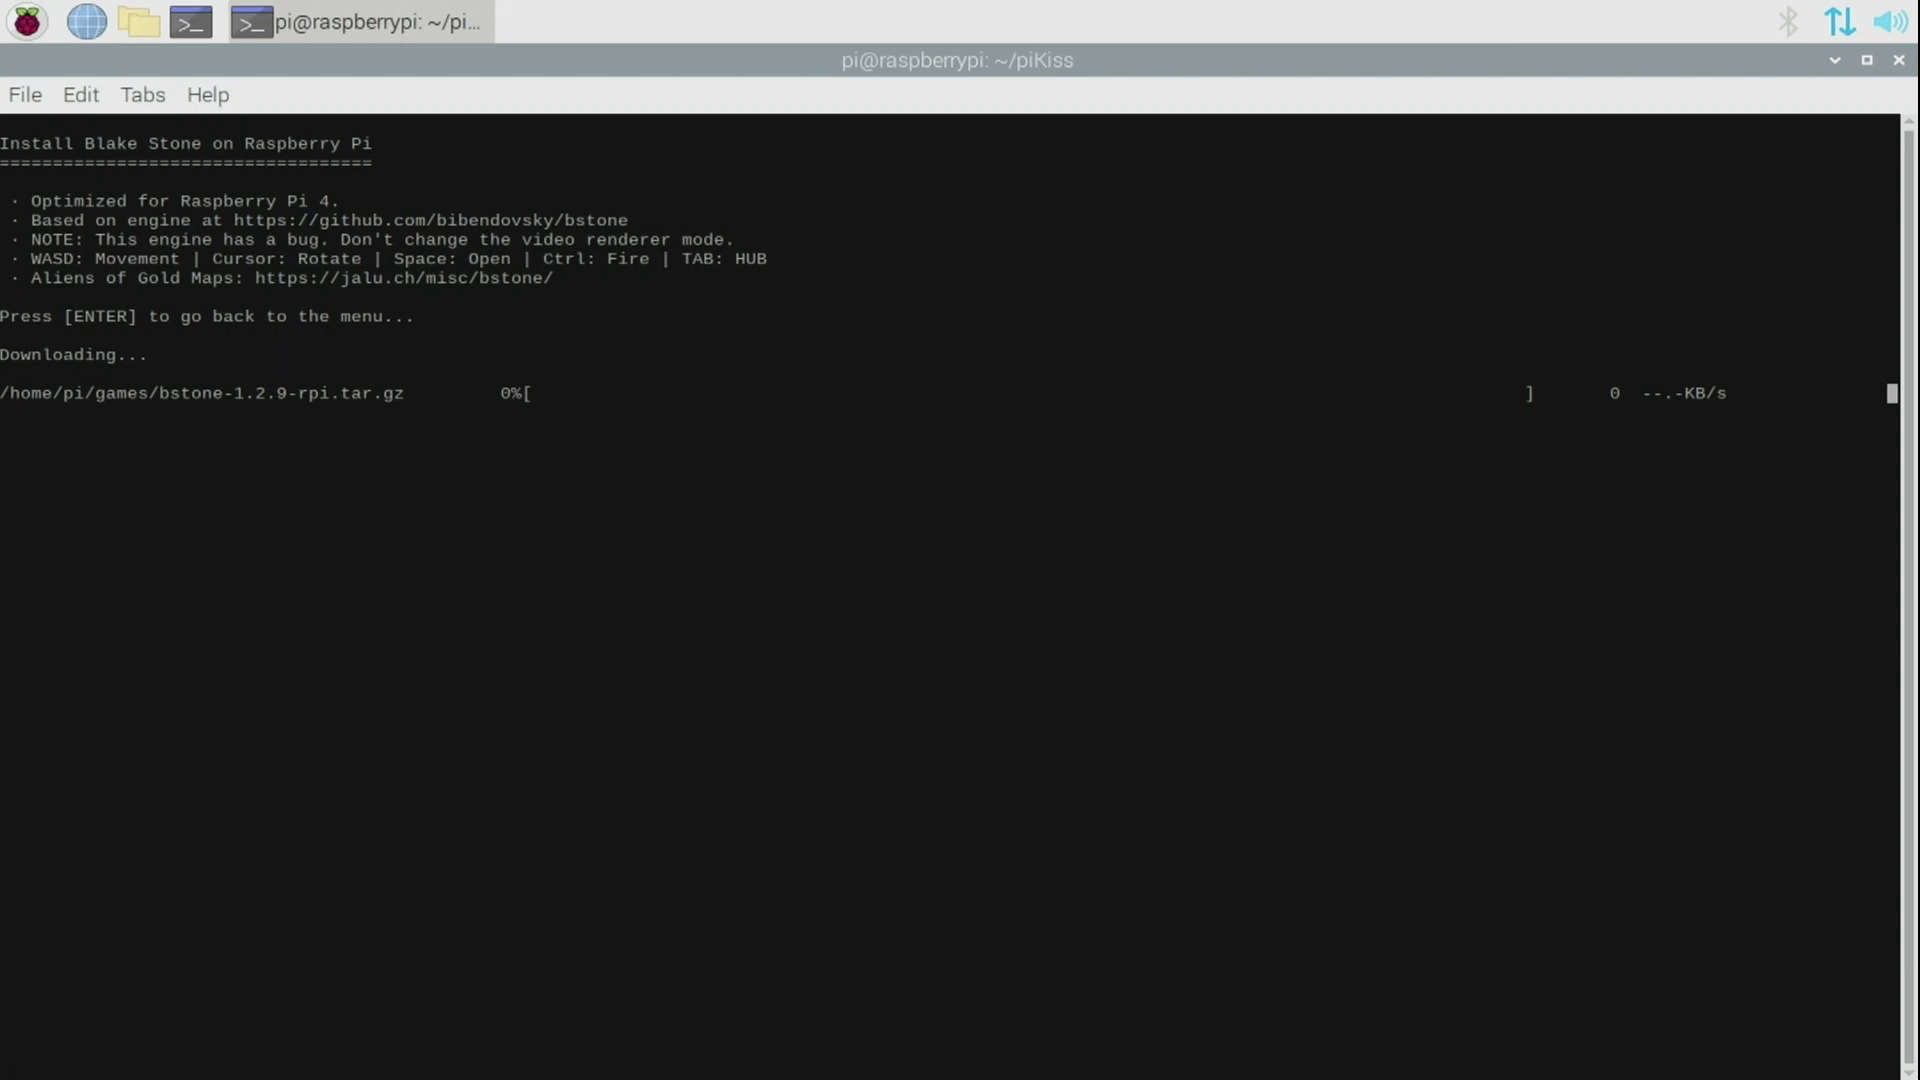 pi@raspberrypi: ~/pi...
pi@raspberrypi: ~/piKiss
File Edit Tabs Help
Install Blake Stone on Raspberry Pi
===================================
· Optimized for Raspberry Pi 4.
· Based on engine at https://github.com/bibendovsky/bstone
· NOTE: This engine has a bug. Don't change the video renderer mode.
· WASD: Movement | Cursor: Rotate | Space: Open | Ctrl: Fire | TAB: HUB
· Aliens of Gold Maps: https://jalu.ch/misc/bstone/
Press [ENTER] to go back to the menu...
Downloading...
/home/pi/games/bstone-1.2.9-rpi.tar.gz 0%[ ] 0 --.-KB/s